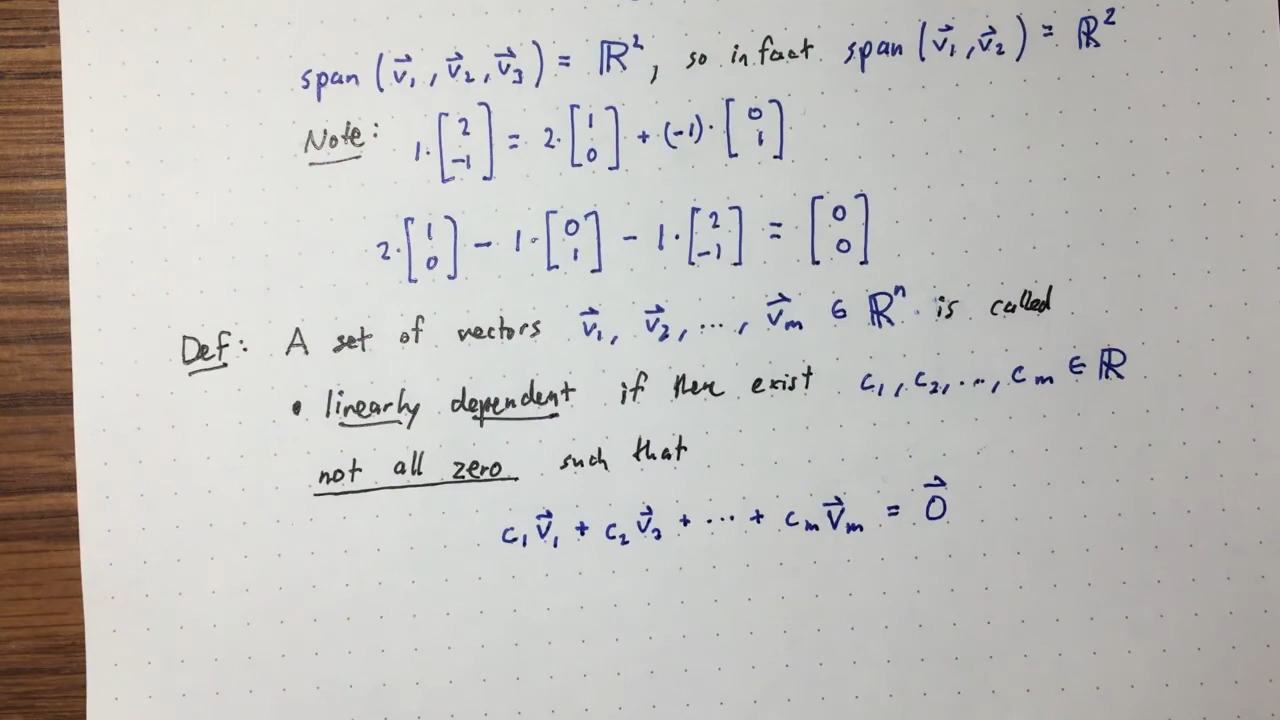 span (v⃗₁, v⃗₂, v⃗₃) = ℝ², so in fact span (v⃗₁, v⃗₂) = ℝ²
Note: 1·[2 -1] = 2·[1 0] + (-1)·[0 1]
2·[1 0] - 1·[0 1] - 1·[2 -1] = [0 0]
Def: A set of vectors v⃗₁, v⃗₂, ..., v⃗ₘ ∈ ℝⁿ is called
• linearly dependent if there exist c₁, c₂, ..., cₘ ∈ ℝ
not all zero such that
c₁v⃗₁ + c₂v⃗₂ + ... + cₘv⃗ₘ = 0⃗